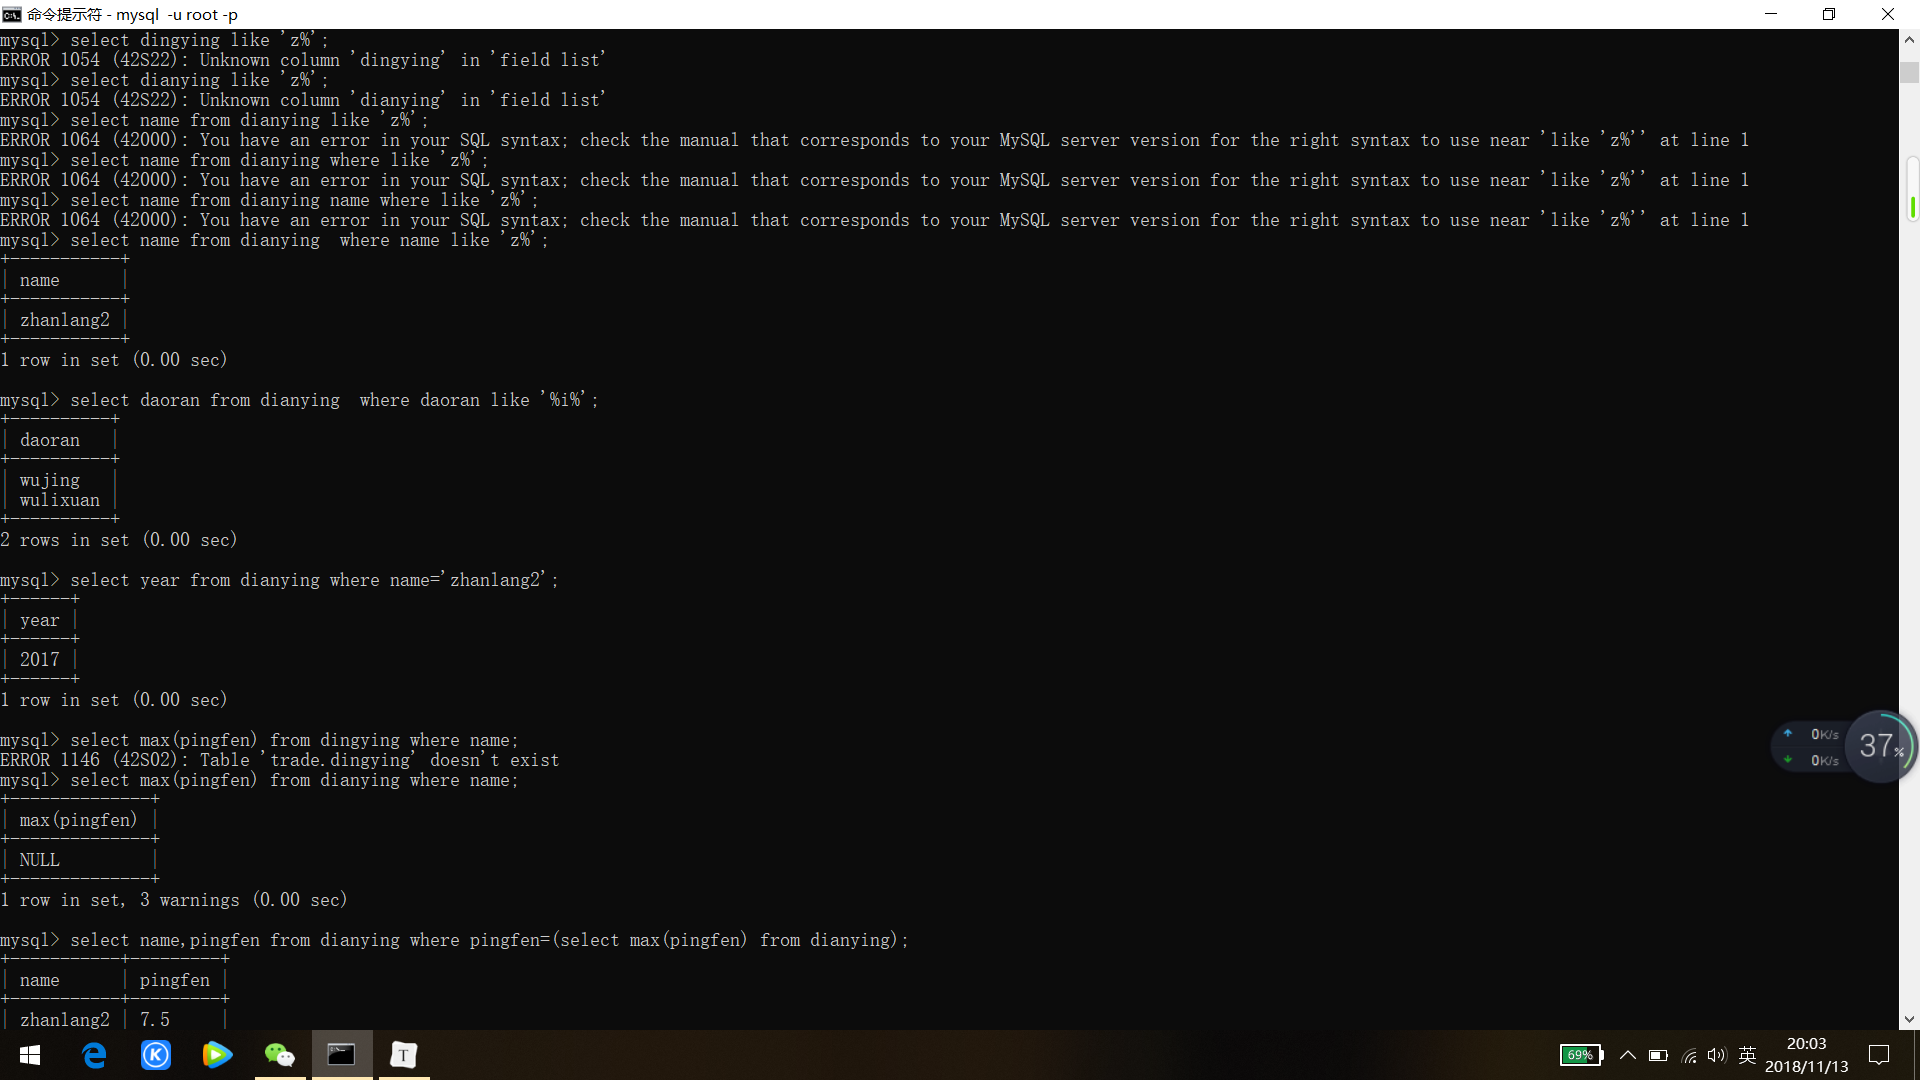 命令提示符 - mysql  -u root -p
mysql> select dingying like 'z%';
ERROR 1054 (42S22): Unknown column 'dingying' in 'field list'
mysql> select dianying like 'z%';
ERROR 1054 (42S22): Unknown column 'dianying' in 'field list'
mysql> select name from dianying like 'z%';
ERROR 1064 (42000): You have an error in your SQL syntax; check the manual that corresponds to your MySQL server version for the right syntax to use near 'like 'z%'' at line 1
mysql> select name from dianying where like 'z%';
ERROR 1064 (42000): You have an error in your SQL syntax; check the manual that corresponds to your MySQL server version for the right syntax to use near 'like 'z%'' at line 1
mysql> select name from dianying name where like 'z%';
ERROR 1064 (42000): You have an error in your SQL syntax; check the manual that corresponds to your MySQL server version for the right syntax to use near 'like 'z%'' at line 1
mysql> select name from dianying  where name like 'z%';
+-----------+
| name      |
+-----------+
| zhanlang2 |
+-----------+
1 row in set (0.00 sec)
mysql> select daoran from dianying  where daoran like '%i%';
+----------+
| daoran   |
+----------+
| wujing   |
| wulixuan |
+----------+
2 rows in set (0.00 sec)
mysql> select year from dianying where name='zhanlang2';
+------+
| year |
+------+
| 2017 |
+------+
1 row in set (0.00 sec)
mysql> select max(pingfen) from dingying where name;
ERROR 1146 (42S02): Table 'trade.dingying' doesn't exist
mysql> select max(pingfen) from dianying where name;
+--------------+
| max(pingfen) |
+--------------+
| NULL         |
+--------------+
1 row in set, 3 warnings (0.00 sec)
mysql> select name,pingfen from dianying where pingfen=(select max(pingfen) from dianying);
+-----------+---------+
| name      | pingfen |
+-----------+---------+
| zhanlang2 | 7.5     |
0K/s
0K/s
37%
K
T
69%
英
20:03
2018/11/13